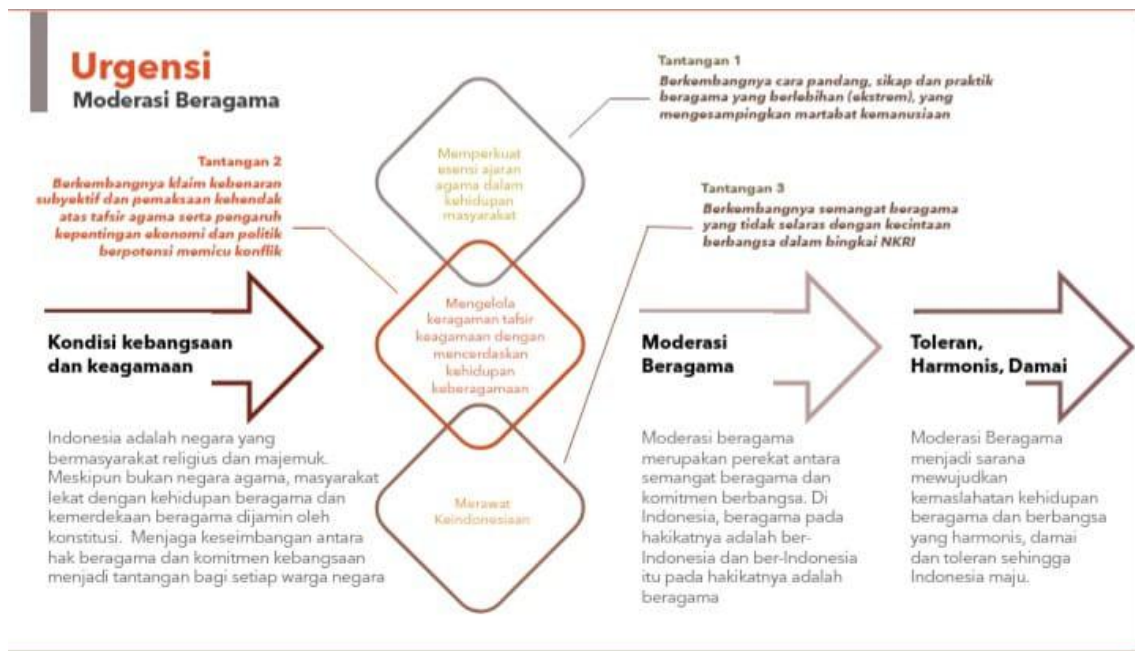 Urgensi
Moderasi Beragama
Tantangan 1
Berkembangnya cara pandang, sikap dan praktik
beragama yang berlebihan (ekstrem), yang
mengesampingkan martabat kemanusiaan
Tantangan 2
Berkembangnya klaim kebenaran
subyektif dan pemaksaan kehendak
atas tafsir agama serta pengaruh
kepentingan ekonomi dan politik
berpotensi memicu konflik
Memperkuat
esensi ajaran
agama dalam
kehidupan
masyarakat
Tantangan 3
Berkembangnya semangat beragama
yang tidak selaras dengan kecintaan
berbangsa dalam bingkai NKRI
Kondisi kebangsaan
dan keagamaan
Mengelola
keragaman tafsir
keagamaan dengan
mencerdaskan
kehidupan
keberagamaan
Moderasi
Beragama
Toleran,
Harmonis, Damai
Indonesia adalah negara yang
bermasyarakat religius dan majemuk.
Meskipun bukan negara agama, masyarakat
lekat dengan kehidupan beragama dan
kemerdekaan beragama dijamin oleh
konstitusi. Menjaga keseimbangan antara
hak beragama dan komitmen kebangsaan
menjadi tantangan bagi setiap warga negara
Merawat
Keindonesiaan
Moderasi beragama
merupakan perekat antara
semangat beragama dan
komitmen berbangsa. Di
Indonesia, beragama pada
hakikatnya adalah ber-
Indonesia dan ber-Indonesia
itu pada hakikatnya adalah
beragama
Moderasi Beragama
menjadi sarana
mewujudkan
kemaslahatan kehidupan
beragama dan berbangsa
yang harmonis, damai
dan toleran sehingga
Indonesia maju.